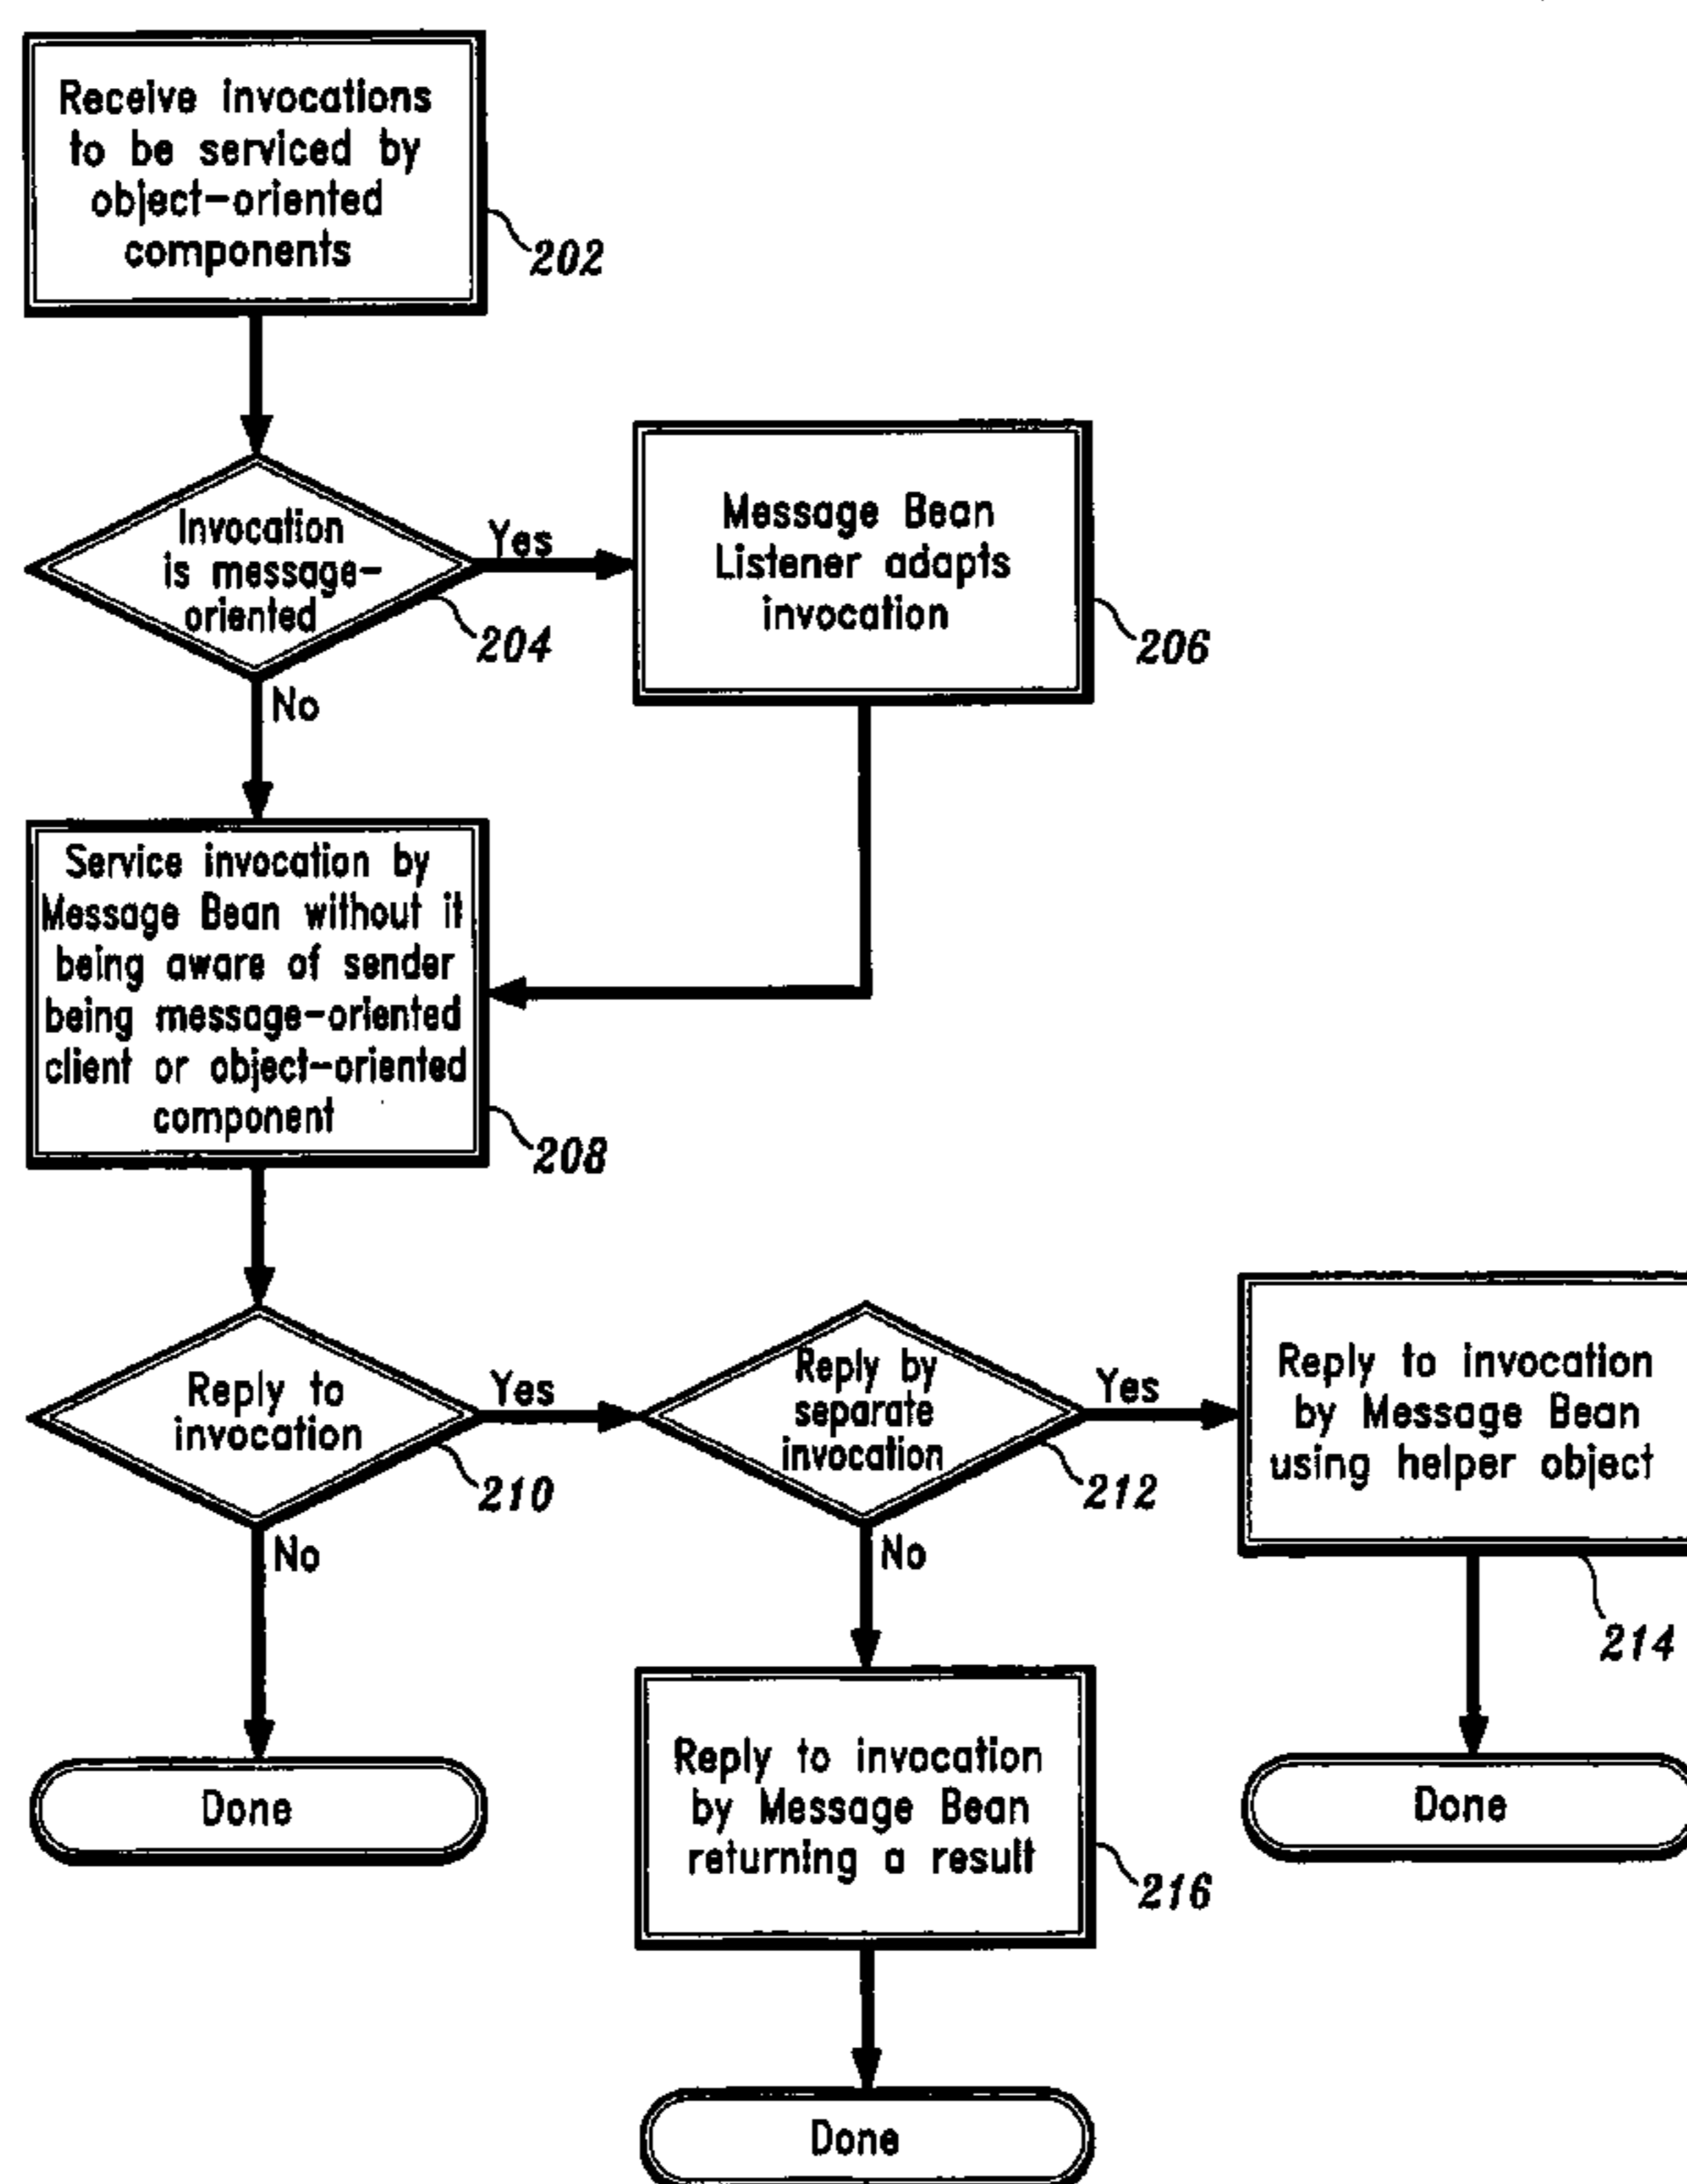 Receive invocations
to be serviced by
object-oriented
components
202
Invocation
is message-
oriented
Yes
204
No
Message Bean
Listener adapts
invocation
206
Service invocation by
Message Bean without it
being aware of sender
being message-oriented
client or object-oriented
component
208
Reply to
invocation
Yes
210
No
Reply by
separate
invocation
Yes
212
No
Reply to invocation
by Message Bean
using helper object
214
Done
Reply to invocation
by Message Bean
returning a result
216
Done
Done